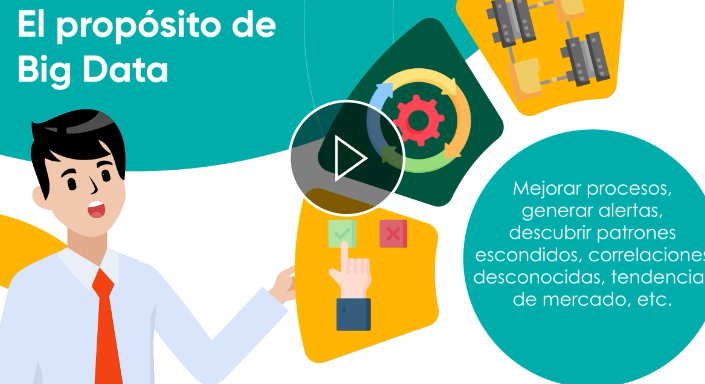 El propósito de
Big Data
Mejorar procesos,
generar alertas,
descubrir patrones
escondidos, correlaciones
desconocidas, tendencia
de mercado, etc.